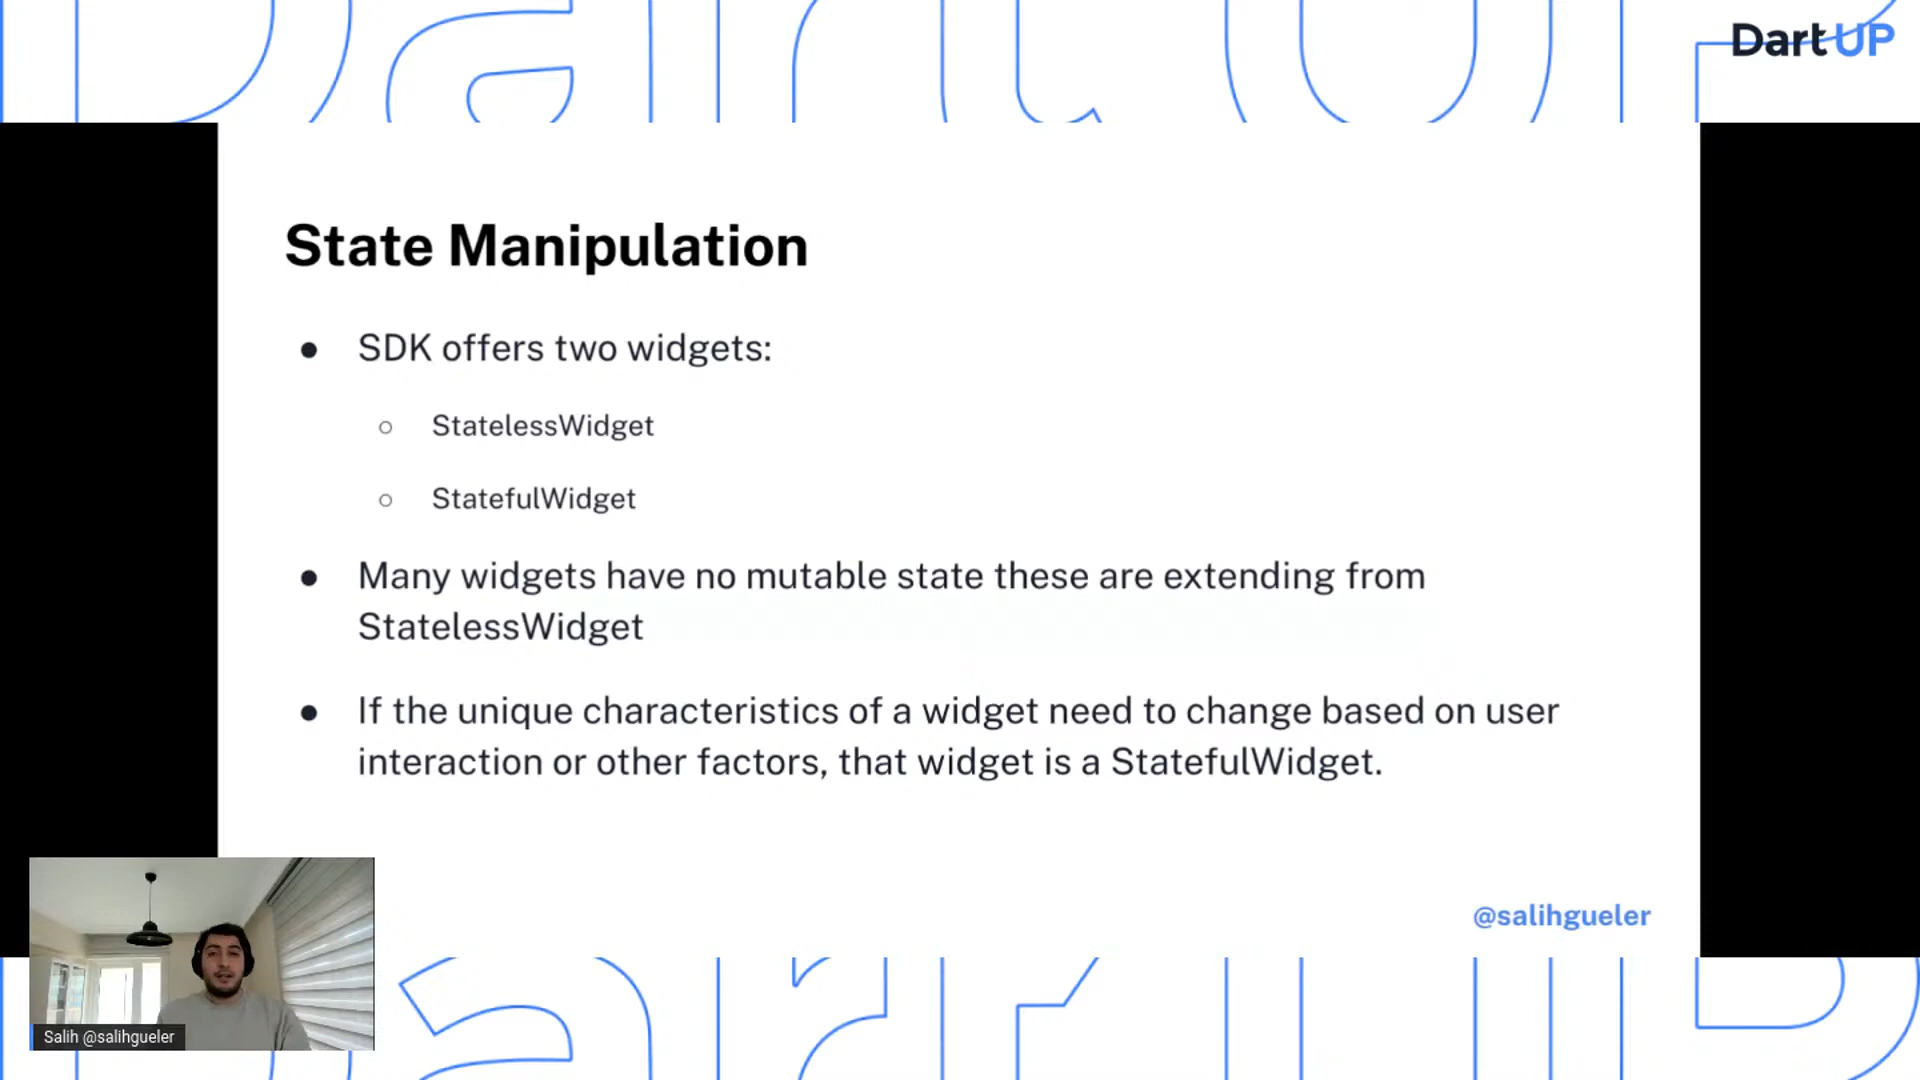 Dart UP
State Manipulation
● SDK offers two widgets:
○ StatelessWidget
○ StatefulWidget
● Many widgets have no mutable state these are extending from
StatelessWidget
● If the unique characteristics of a widget need to change based on user
interaction or other factors, that widget is a StatefulWidget.
@salihgueler
Salih @salihgueler